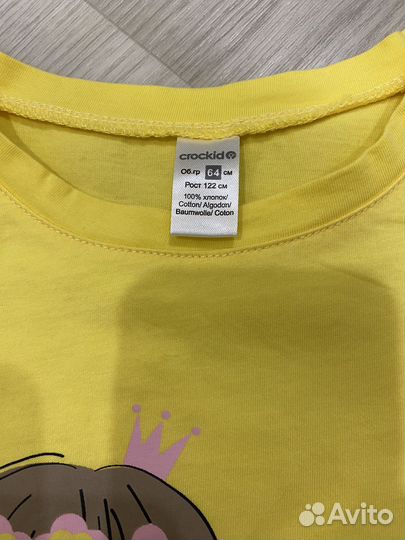 crockid
Об.гр 64 см
Рост 122 см
100% хлопок/
Cotton/ Algodon/
Baumwolle/ Coton
Avito